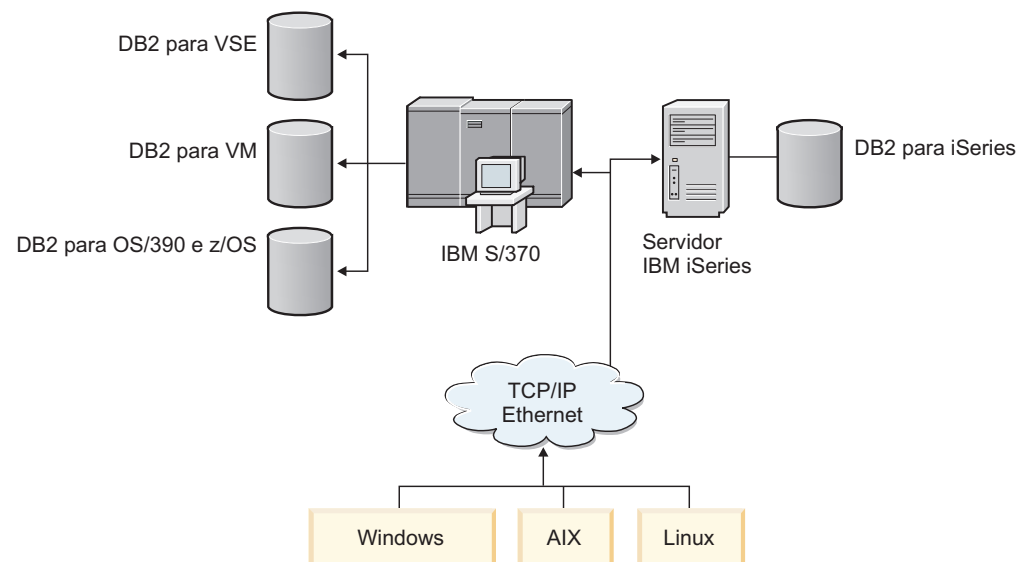 DB2 para VSE
DB2 para VM
DB2 para OS/390 e z/OS
IBM S/370
Servidor
IBM iSeries
DB2 para iSeries
TCP/IP
Ethernet
Windows
AIX
Linux